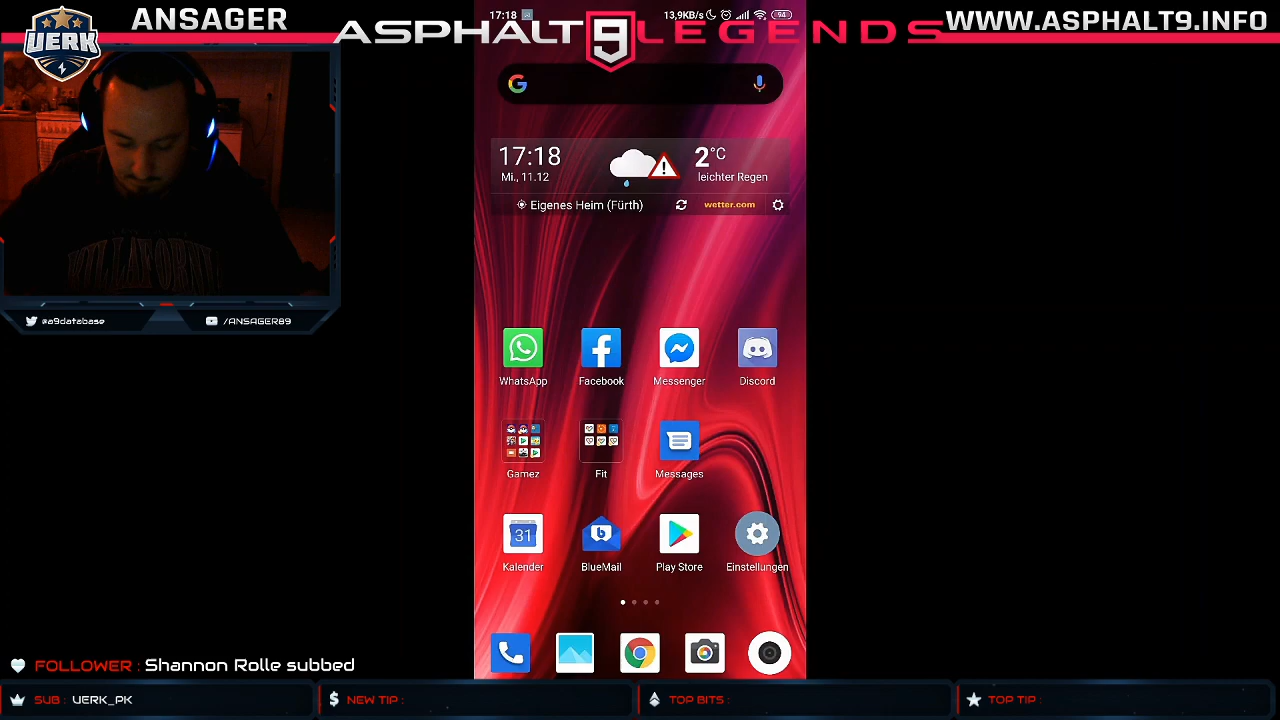 ANSAGER
UERK
@a9database
/ANSAGER89
ASPHALT 9 LEGENDS
WWW.ASPHALT9.INFO
17:18
13,9KB/s
94
17:18
Mi., 11.12
2°C
leichter Regen
Eigenes Heim (Fürth)
wetter.com
WhatsApp
Facebook
Messenger
Discord
Gamez
Fit
Messages
31
Kalender
BlueMail
Play Store
Einstellungen
FOLLOWER : Shannon Rolle subbed
SUB : UERK_PK
NEW TIP :
TOP BITS :
TOP TIP :